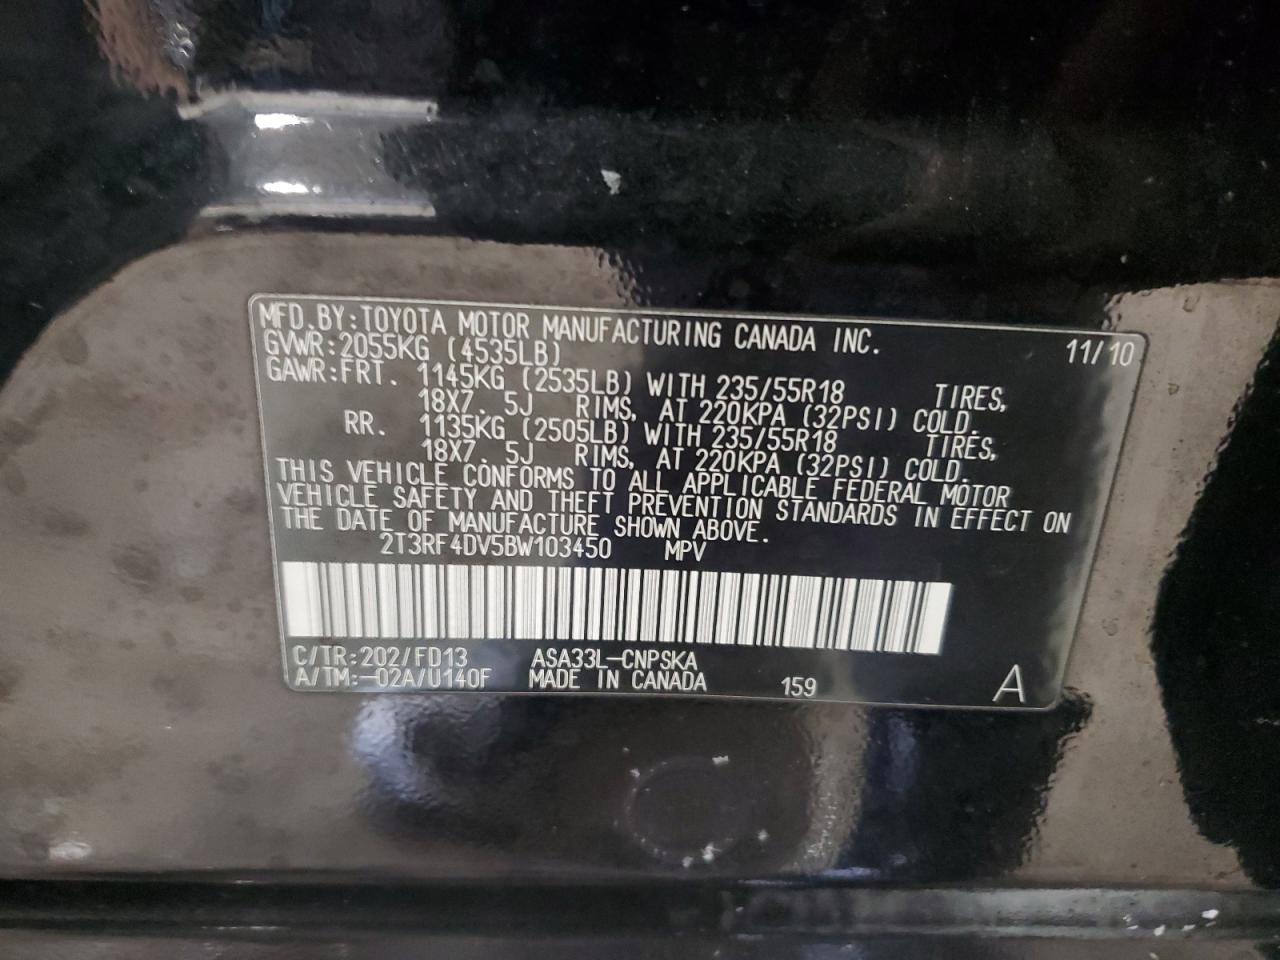 MFD.BY:TOYOTA MOTOR MANUFACTURING CANADA INC.
GVWR:2055KG (4535LB) 11/10
GAWR:FRT. 1145KG (2535LB) WITH 235/55R18 TIRES,
18X7.5J RIMS, AT 220KPA (32PSI) COLD.
RR. 1135KG (2505LB) WITH 235/55R18 TIRES,
18X7.5J RIMS, AT 220KPA (32PSI) COLD.
THIS VEHICLE CONFORMS TO ALL APPLICABLE FEDERAL MOTOR
VEHICLE SAFETY AND THEFT PREVENTION STANDARDS IN EFFECT ON
THE DATE OF MANUFACTURE SHOWN ABOVE.
2T3RF4DV5BW103450 MPV
C/TR:202/FD13 ASA33L-CNPSKA
A/TM:-02A/U140F MADE IN CANADA 159 A